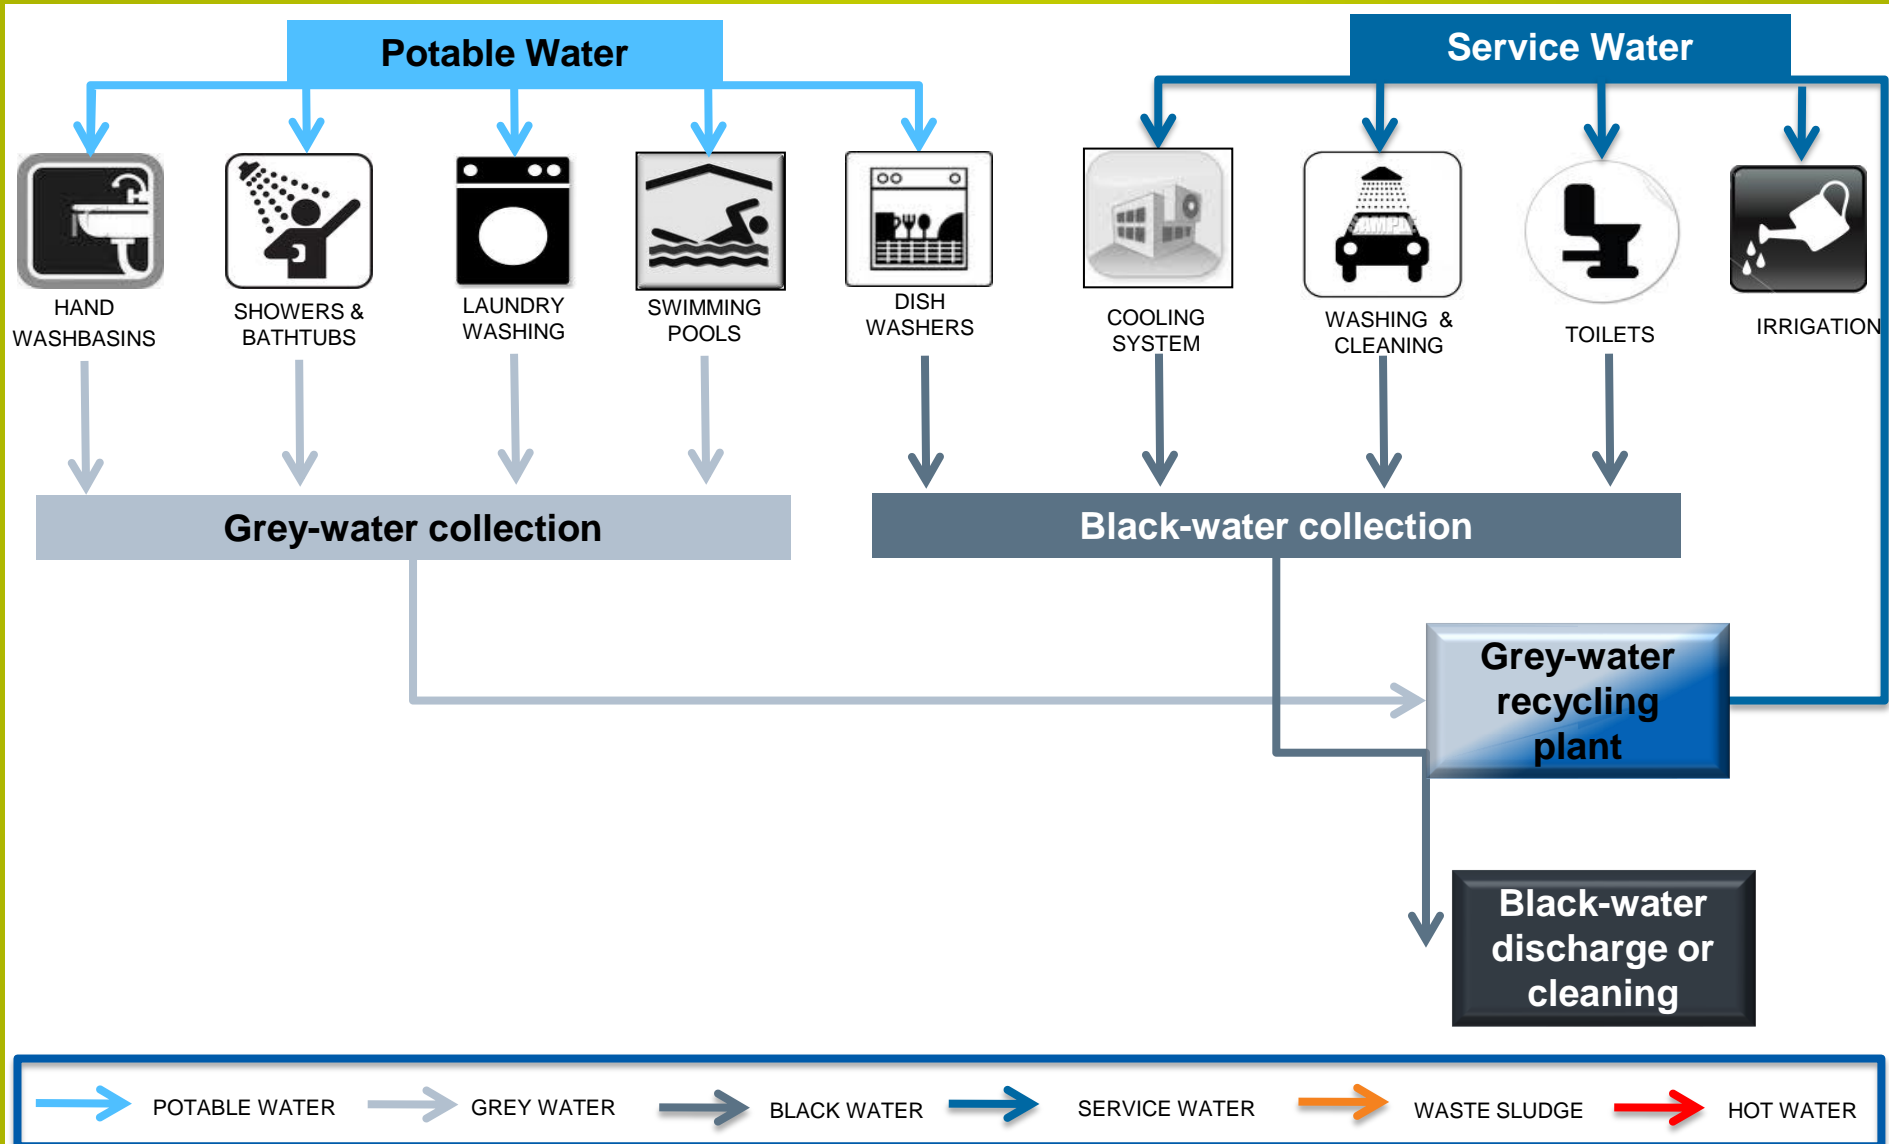 Potable Water
Service Water
HAND
WASHBASINS
SHOWERS &
BATHTUBS
LAUNDRY
WASHING
SWIMMING
POOLS
DISH
WASHERS
COOLING
SYSTEM
SAMPLE
WASHING & 
CLEANING
TOILETS
IRRIGATION
Grey-water collection
Black-water collection
Grey-water
recycling
plant
Black-water
discharge or
cleaning
POTABLE WATER
GREY WATER
BLACK WATER
SERVICE WATER
WASTE SLUDGE
HOT WATER